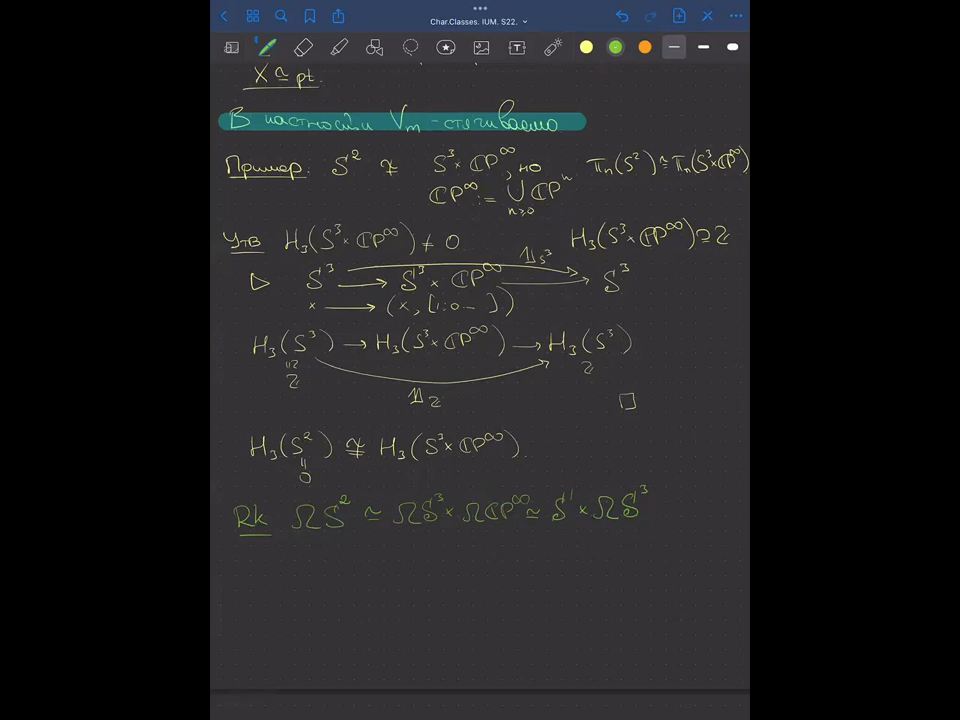 Char.Classes. IUM. S22.
X ≃ pt.
В частности V_m - стягиваемо
Пример: S² ≄ S³ × ℂP^∞, но π_n(S²) ≅ π_n(S³×ℂP^∞)
ℂP^∞ := ⋃_{n≥0} ℂP^n
Утв H₃(S³ × ℂP^∞) ≠ 0 H₃(S³ × ℂP^∞) ≅ ℤ
𝟙_{S³}
▷ S³ → S³ × ℂP^∞ → S³
x → (x, [1:0...])
H₃(S³) → H₃(S³×ℂP^∞) → H₃(S³)
≅
ℤ ℤ
𝟙_ℤ
□
H₃(S²) ≇ H₃(S³×ℂP^∞).
=
0
Rk ΩS² ≃ ΩS³ × ΩℂP^∞ ≃ S¹ × ΩS³